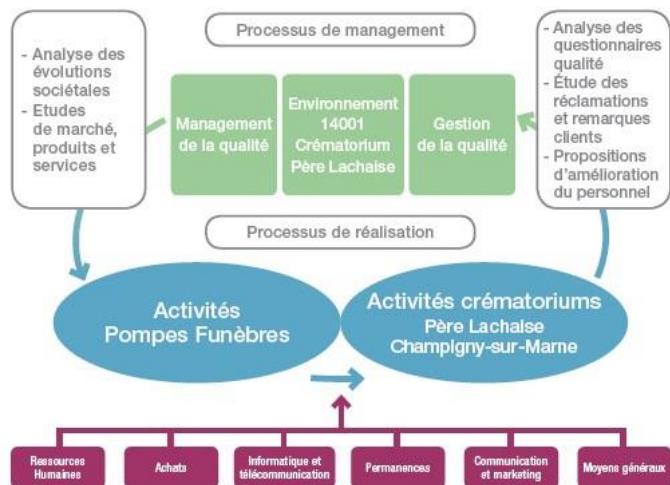 Processus de management
- Analyse des
évolutions
sociétales
- Etudes
de marché,
produits et
services
Management
de la qualité
Environnement
14001
Crématorium
Père Lachaise
Gestion
de la qualité
- Analyse des
questionnaires
qualité
- Étude des
réclamations
et remarques
clients
- Propositions
d'amélioration
du personnel
Processus de réalisation
Activités
Pompes Funèbres
Activités crématoriums
Père Lachaise
Champigny-sur-Marne
Ressources
Humaines
Achats
Informatique et
télécommunication
Permanences
Communication
et marketing
Moyens généraux